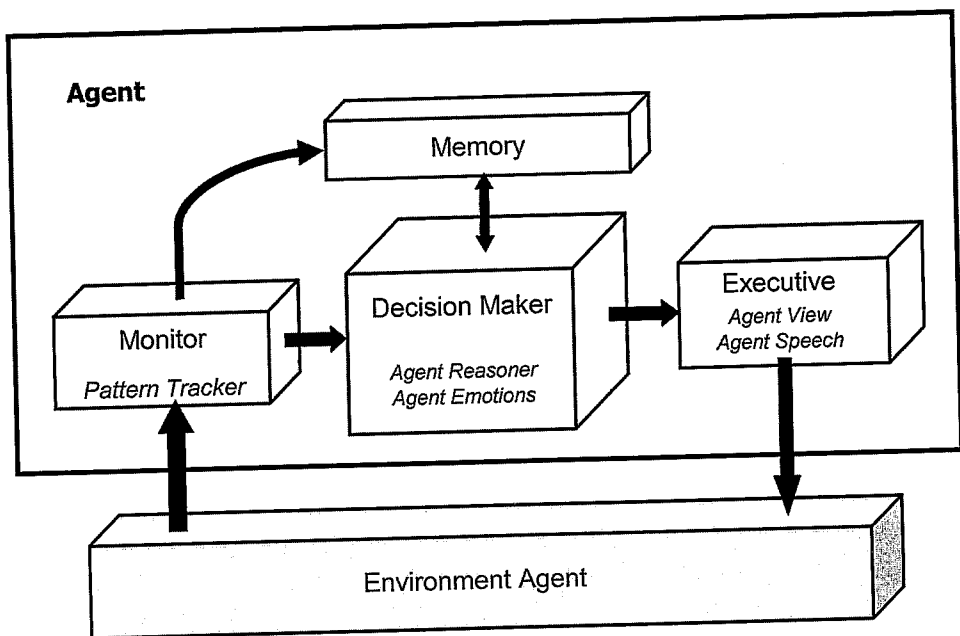 Agent
Memory
Monitor
Pattern Tracker
Decision Maker
Agent Reasoner
Agent Emotions
Executive
Agent View
Agent Speech
Environment Agent